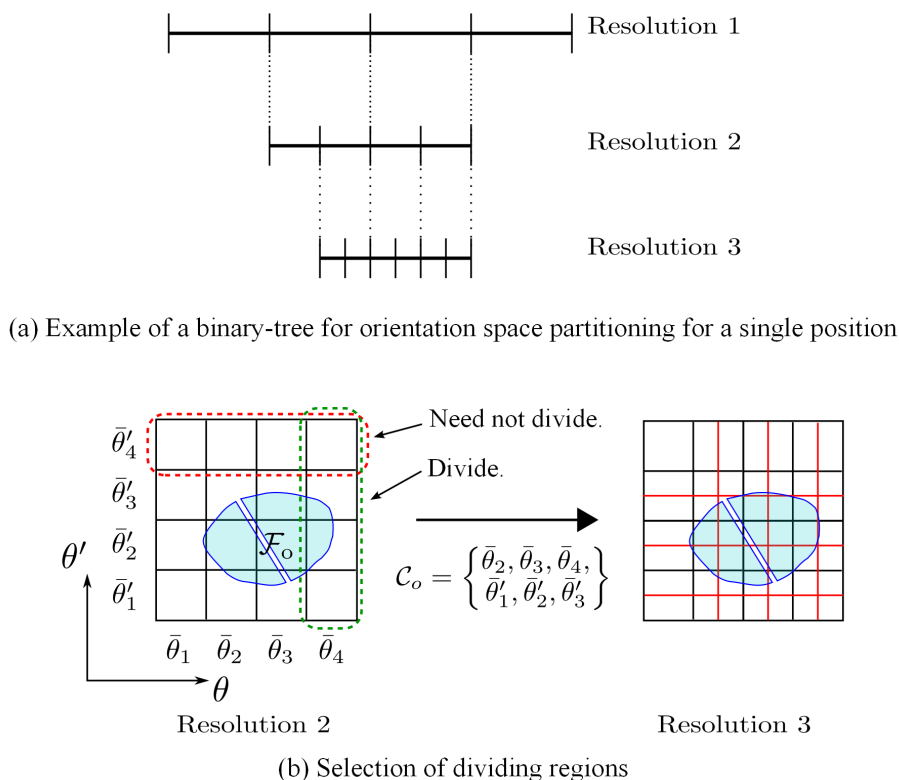 Resolution 1
Resolution 2
Resolution 3
(a) Example of a binary-tree for orientation space partitioning for a single position
Need not divide.
Divide.
θ̄′₄
θ̄′₃
θ̄′₂
θ̄′₁
θ′
𝓕ₒ
𝒞ₒ = { θ̄₂, θ̄₃, θ̄₄,
θ̄′₁, θ̄′₂, θ̄′₃ }
θ̄₁ θ̄₂ θ̄₃ θ̄₄
θ
Resolution 2
Resolution 3
(b) Selection of dividing regions